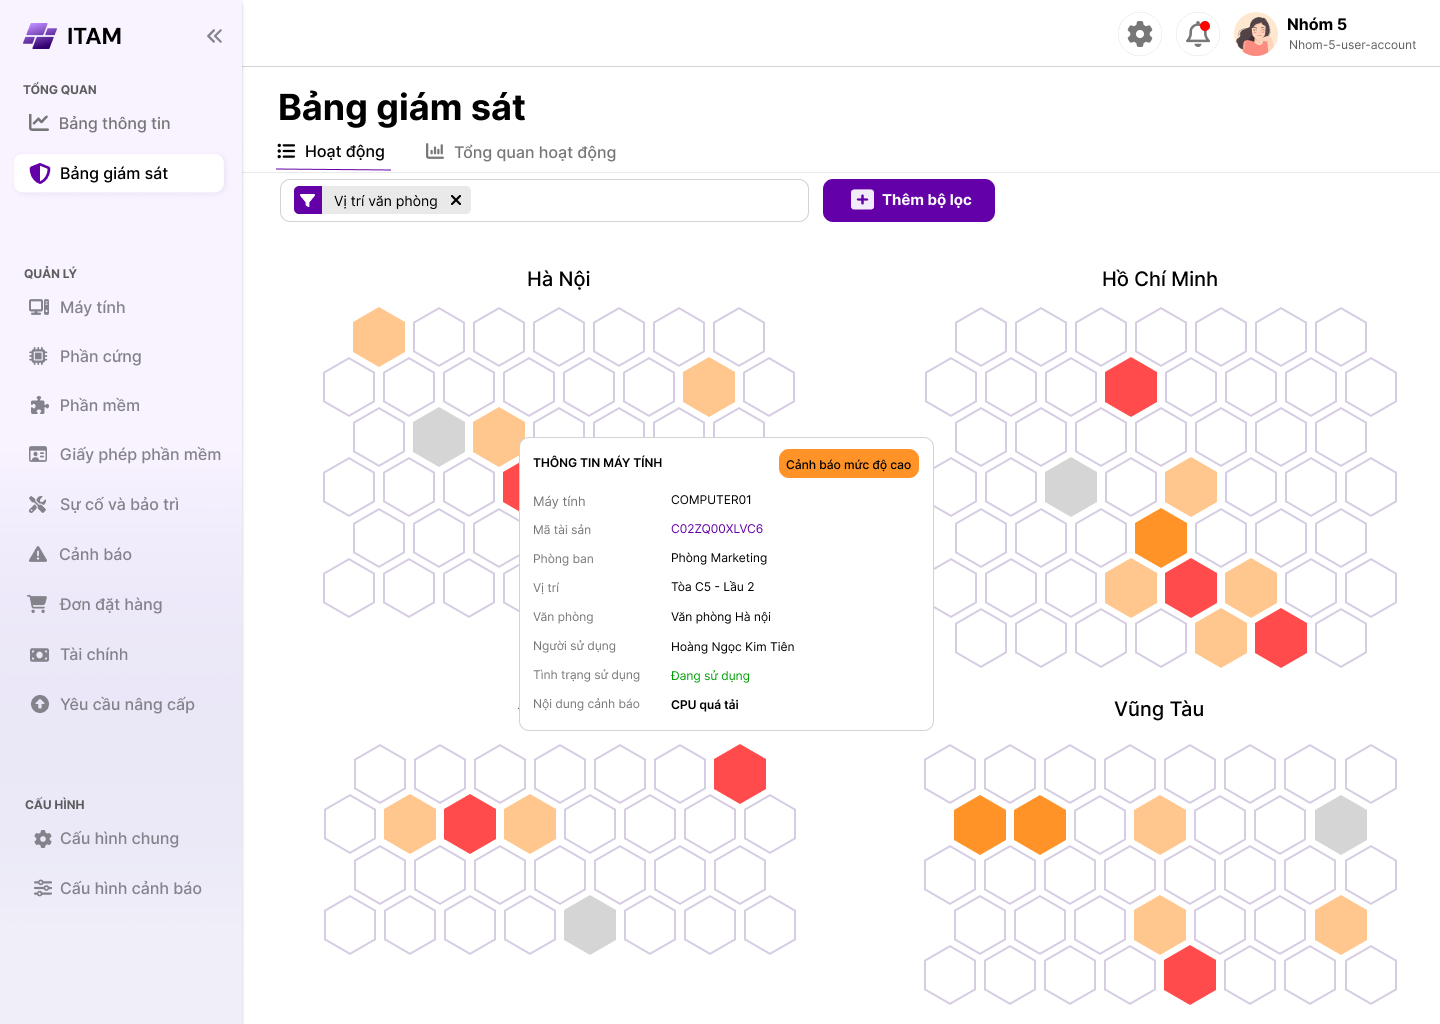 ITAM
TỔNG QUAN
Bảng thông tin
Bảng giám sát
QUẢN LÝ
Máy tính
Phần cứng
Phần mềm
Giấy phép phần mềm
Sự cố và bảo trì
Cảnh báo
Đơn đặt hàng
Tài chính
Yêu cầu nâng cấp
CẤU HÌNH
Cấu hình chung
Cấu hình cảnh báo
Nhóm 5
Nhom-5-user-account
Bảng giám sát
Hoạt động
Tổng quan hoạt động
Vị trí văn phòng
Thêm bộ lọc
Hà Nội
Hồ Chí Minh
THÔNG TIN MÁY TÍNH
Cảnh báo mức độ cao
Máy tính COMPUTER01
Mã tài sản C02ZQ00XLVC6
Phòng ban Phòng Marketing
Vị trí Tòa C5 - Lầu 2
Văn phòng Văn phòng Hà nội
Người sử dụng Hoàng Ngọc Kim Tiên
Tình trạng sử dụng Đang sử dụng
Nội dung cảnh báo CPU quá tải
Vũng Tàu